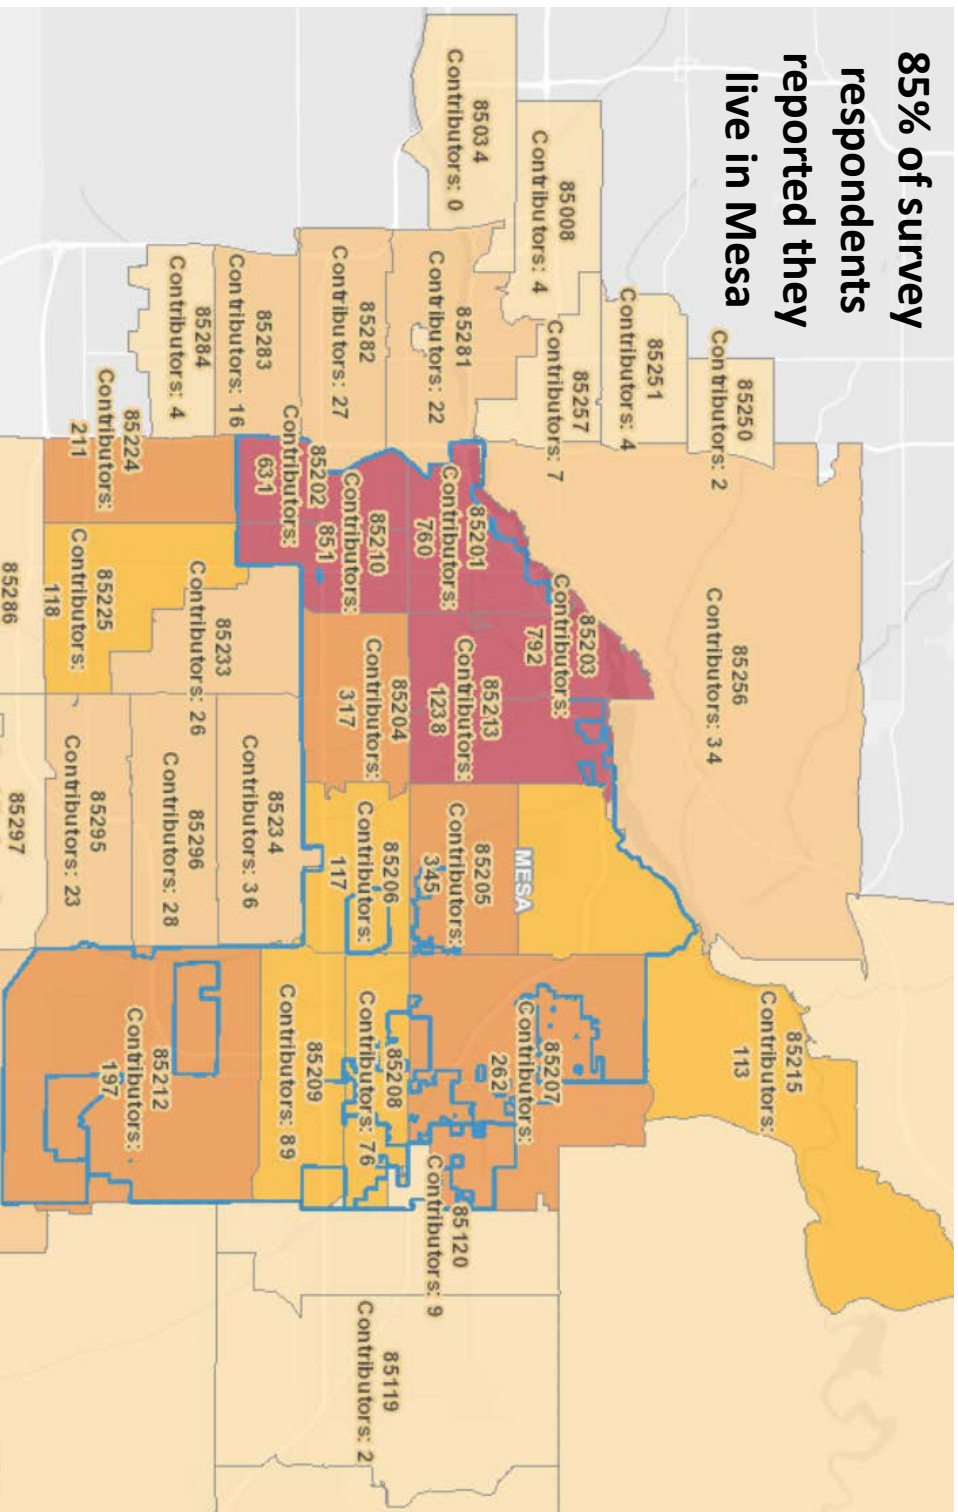 85% of survey
respondents
reported they
live in Mesa
85250
Contributors: 2
85251
Contributors: 4
85256
Contributors: 34
85008
Contributors: 4
85257
Contributors: 7
85034
Contributors: 0
85281
Contributors: 22
85282
Contributors: 27
85283
Contributors: 16
85284
Contributors: 4
85201
Contributors:
760
85203
Contributors:
792
85213
Contributors:
1238
85202
Contributors:
631
85210
Contributors:
851
85204
Contributors:
317
85205
Contributors:
345
MESA
85206
Contributors:
117
85215
Contributors:
113
85207
Contributors:
262
85208
Contributors: 76
85209
Contributors: 89
85120
Contributors: 9
85119
Contributors: 2
85224
Contributors:
211
85225
Contributors:
118
85233
Contributors: 26
85234
Contributors: 36
85296
Contributors: 28
85295
Contributors: 23
85212
Contributors:
197
85286
85297